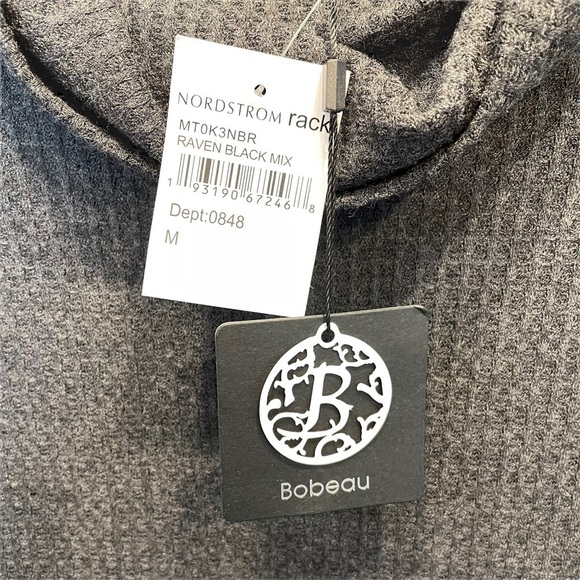 NORDSTROM rack
MT0K3NBR
RAVEN BLACK MIX
1 93190 67246 8
Dept:0848
M
B
Bobeau